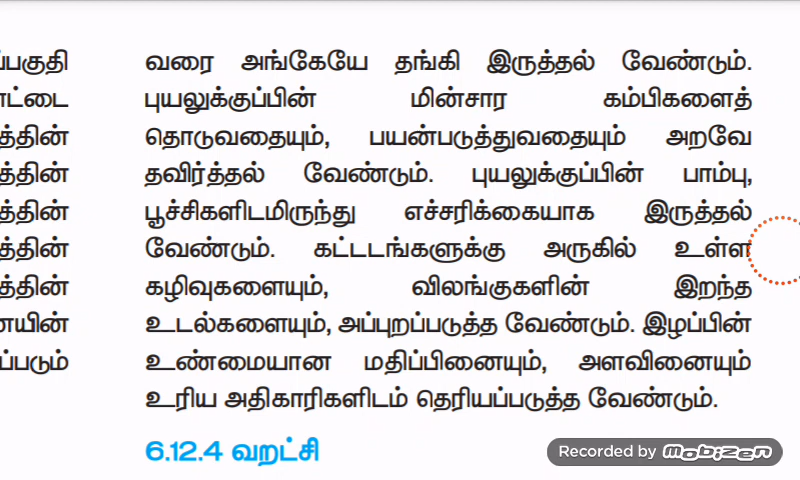 வரை அங்கேயே தங்கி இருத்தல் வேண்டும்.
புயலுக்குப்பின் மின்சார கம்பிகளைத்
தொடுவதையும், பயன்படுத்துவதையும் அறவே
தவிர்த்தல் வேண்டும். புயலுக்குப்பின் பாம்பு,
பூச்சிகளிடமிருந்து எச்சரிக்கையாக இருத்தல்
வேண்டும். கட்டடங்களுக்கு அருகில் உள்ள
கழிவுகளையும், விலங்குகளின் இறந்த
உடல்களையும், அப்புறப்படுத்த வேண்டும். இழப்பின்
உண்மையான மதிப்பினையும், அளவினையும்
உரிய அதிகாரிகளிடம் தெரியப்படுத்த வேண்டும்.
6.12.4 வறட்சி
Recorded by mobizen